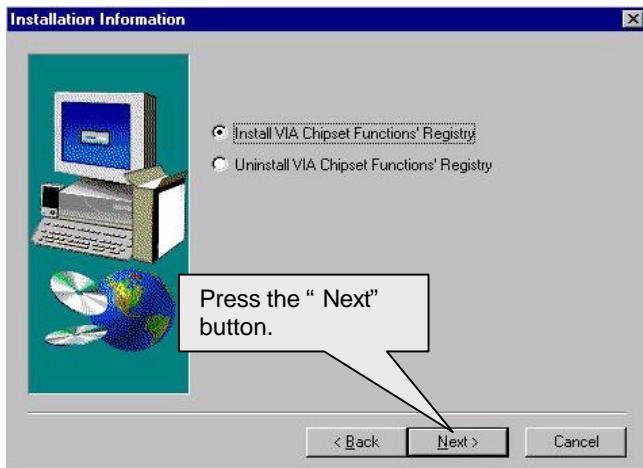 Installation Information
Install VIA Chipset Functions' Registry
Uninstall VIA Chipset Functions' Registry
Press the “ Next”
button.
< Back
Next >
Cancel